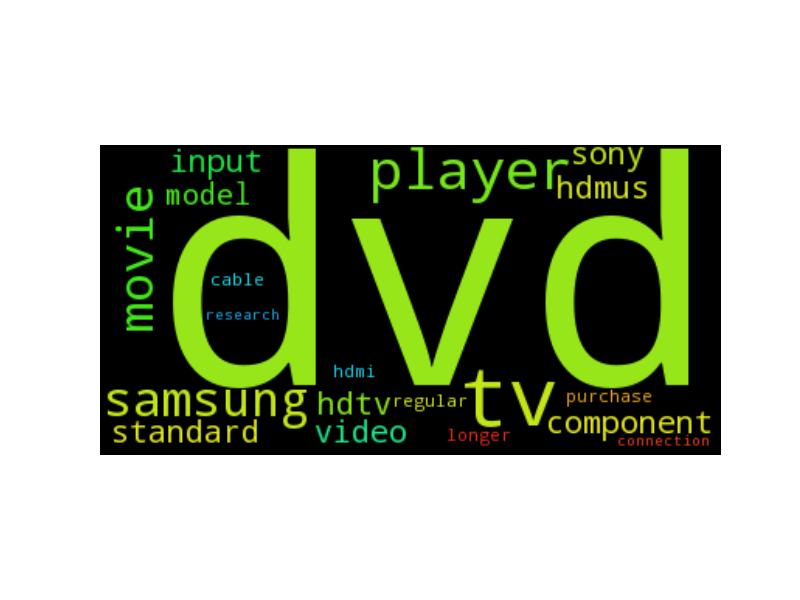 input
player
sony
model
hdmus
movie
dvd
cable
research
hdmi
tv
samsung
hdtv
regular
purchase
standard
video
longer
component
connection